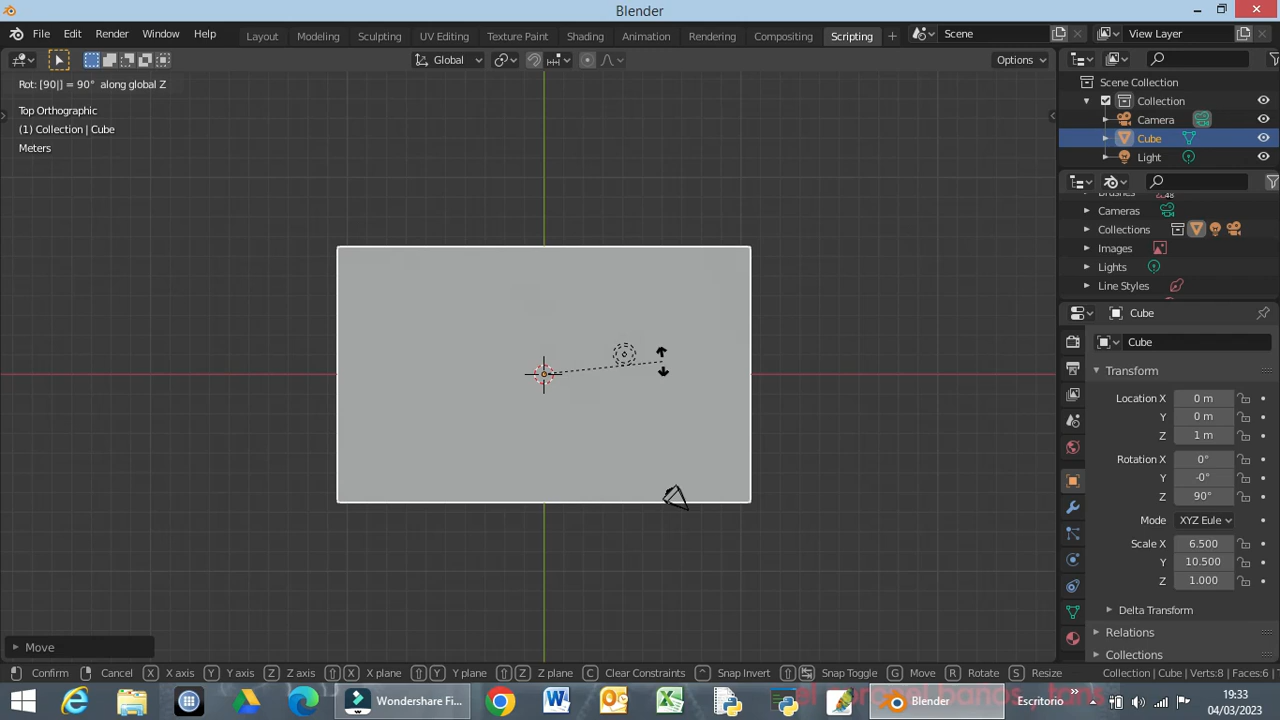 Blender
File Edit Render Window Help
Layout Modeling Sculpting UV Editing Texture Paint Shading Animation Rendering Compositing Scripting
Scene View Layer
Global Options
Rot: [90|] = 90° along global Z
Top Orthographic
(1) Collection | Cube
Meters
Scene Collection
Collection
Camera
Cube
Light
Cameras
Collections
Images
Lights
Line Styles
Cube
Cube
Transform
Location X 0 m
Y 0 m
Z 1 m
Rotation X 0°
Y -0°
Z 90°
Mode XYZ Eule
Scale X 6.500
Y 10.500
Z 1.000
Delta Transform
Relations
Collections
Move
Confirm Cancel X X axis Y Y axis Z Z axis X X plane Y Y plane Z Z plane C Clear Constraints Snap Invert Snap Toggle G Move R Rotate S Resize Collection | Cube | Verts:8 | Faces:6 |
Wondershare Fi... Blender Escritorio
19:33
04/03/2023